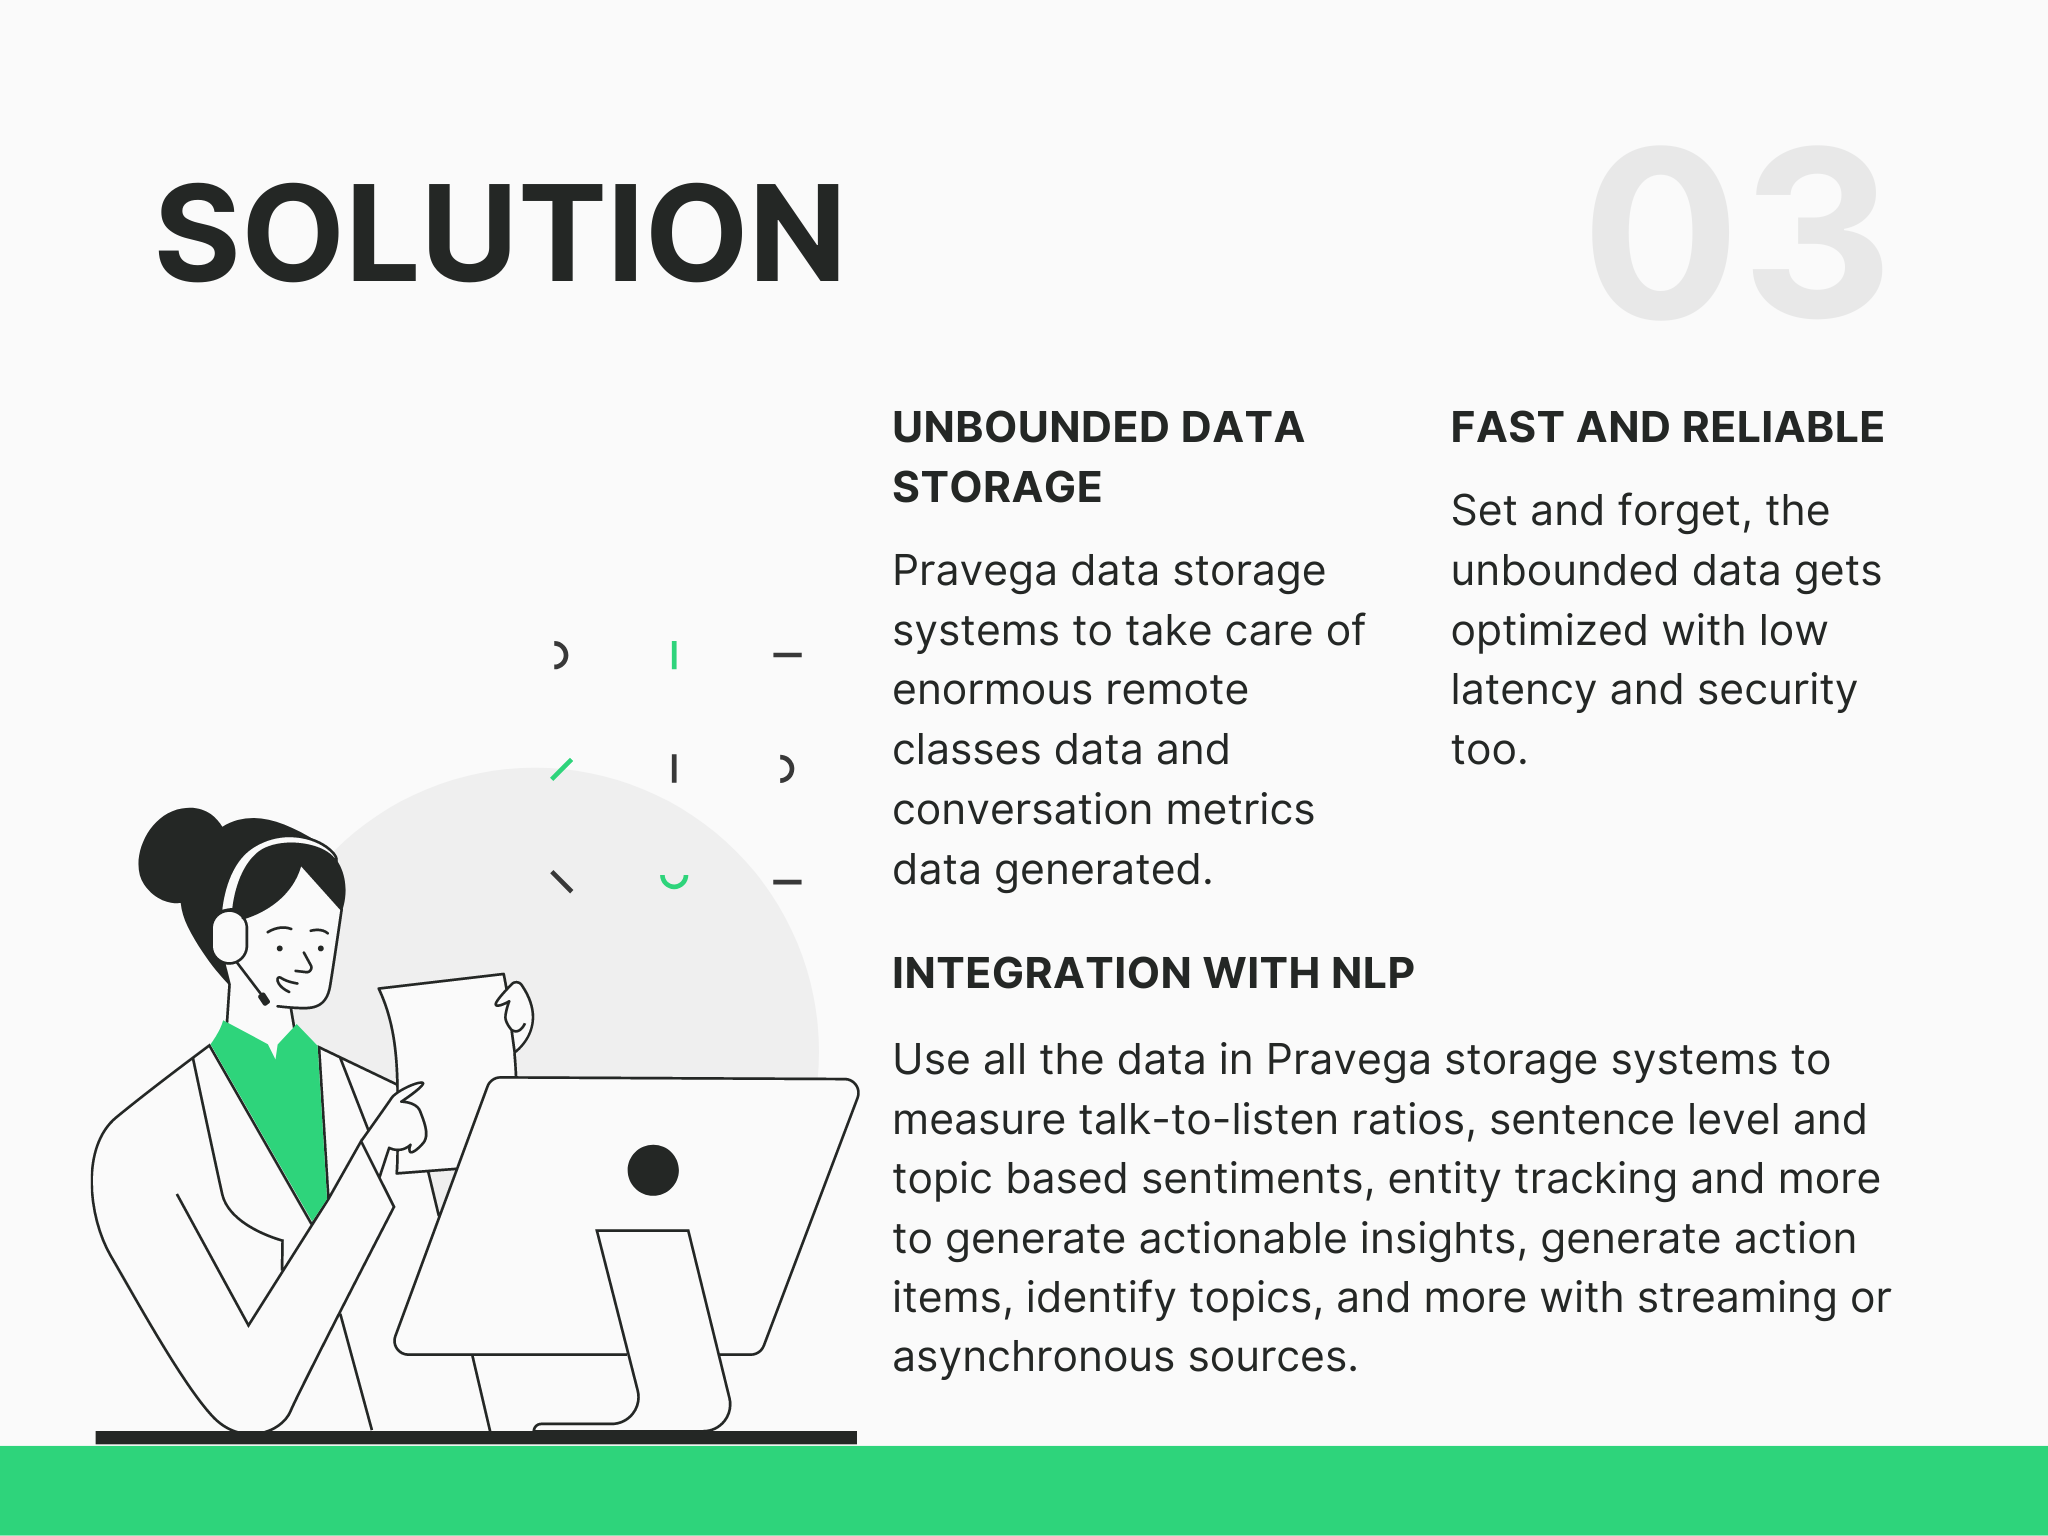 SOLUTION
03
UNBOUNDED DATA
STORAGE
Pravega data storage
systems to take care of
enormous remote
classes data and
conversation metrics
data generated.
FAST AND RELIABLE
Set and forget, the
unbounded data gets
optimized with low
latency and security
too.
INTEGRATION WITH NLP
Use all the data in Pravega storage systems to
measure talk-to-listen ratios, sentence level and
topic based sentiments, entity tracking and more
to generate actionable insights, generate action
items, identify topics, and more with streaming or
asynchronous sources.